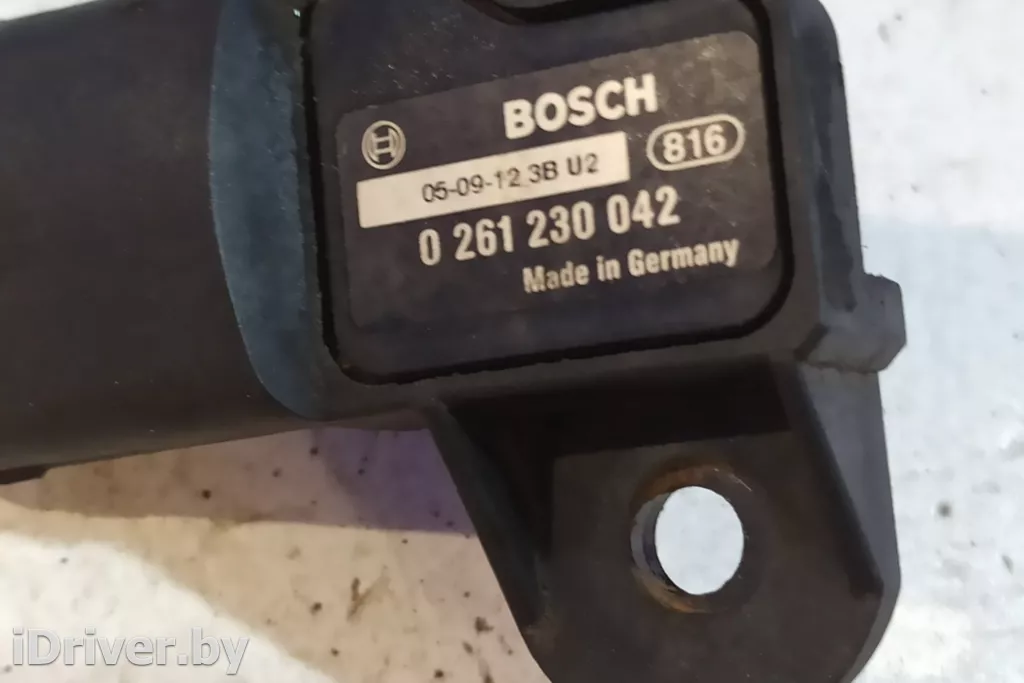 BOSCH
816
05-09-12 3B U2
0 261 230 042
Made in Germany
iDriver.by